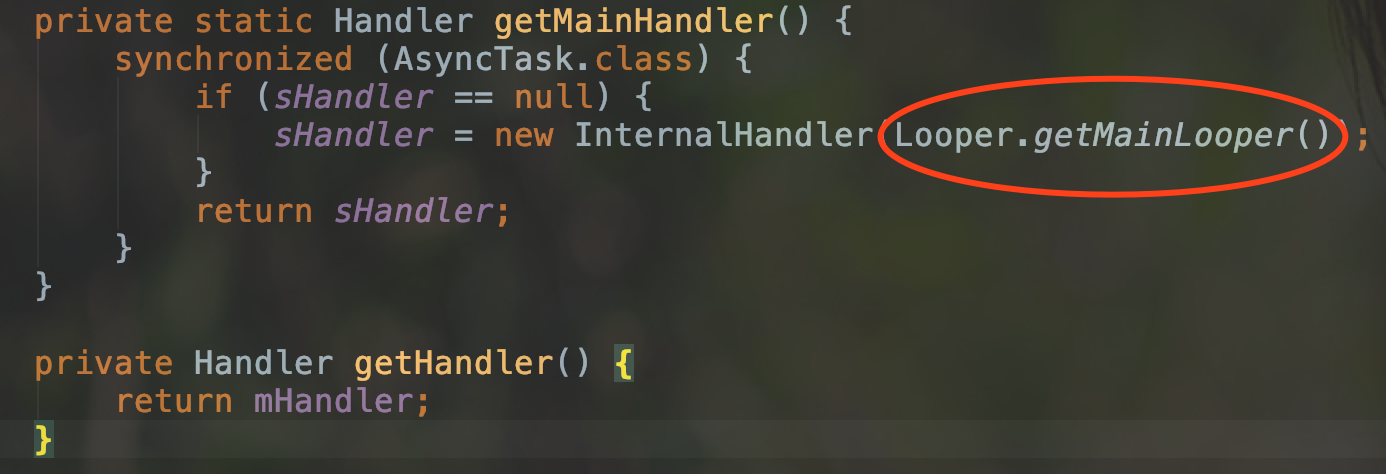 private static Handler getMainHandler() {
    synchronized (AsyncTask.class) {
        if (sHandler == null) {
            sHandler = new InternalHandler(Looper.getMainLooper());
        }
        return sHandler;
    }
}

private Handler getHandler() {
    return mHandler;
}